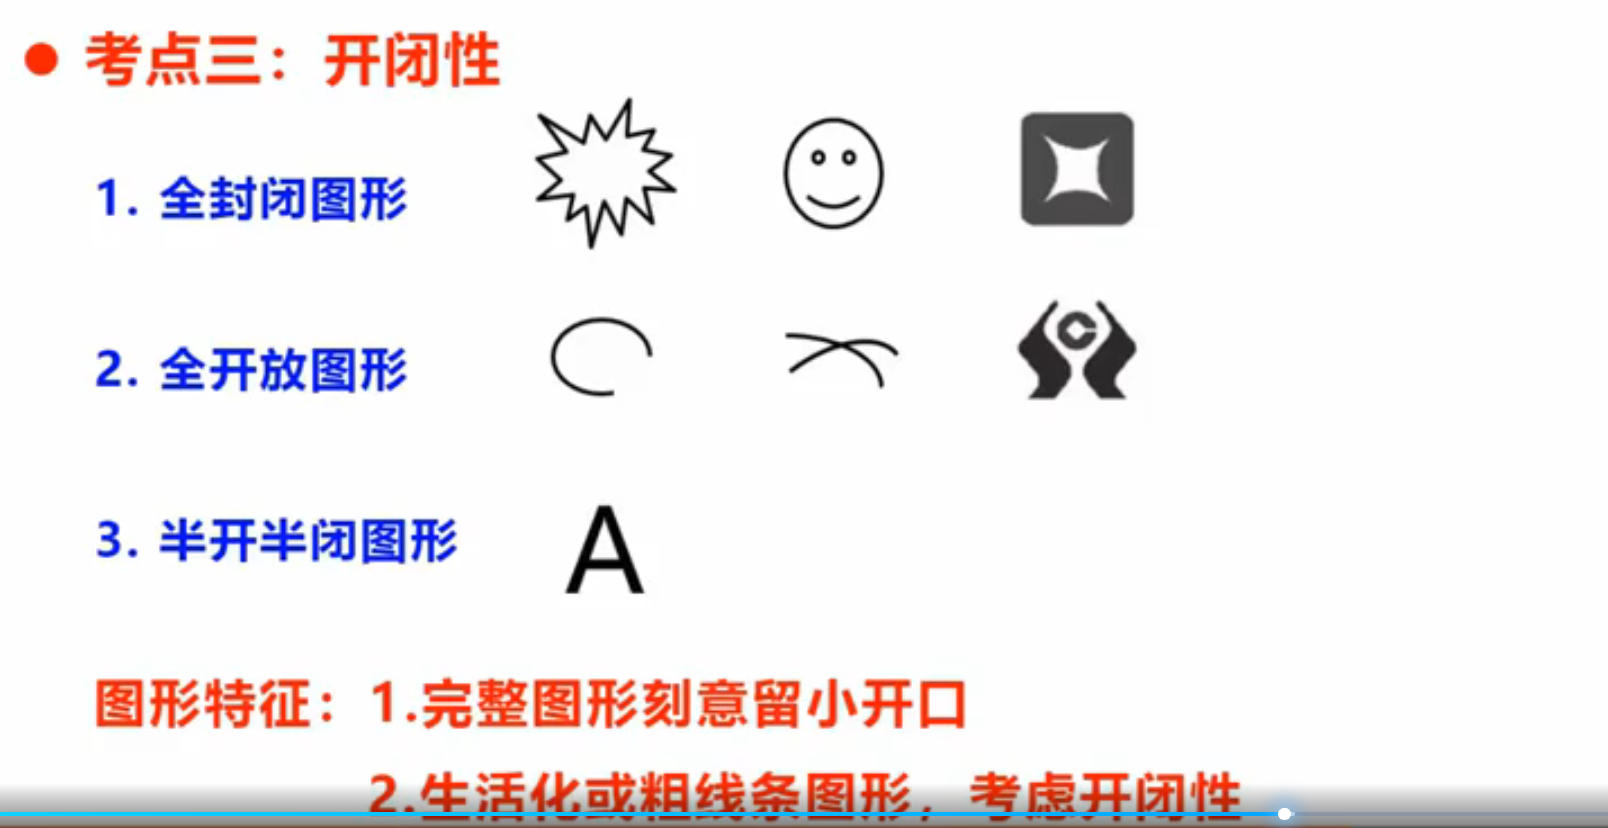 考点三：开闭性
1. 全封闭图形
2. 全开放图形
3. 半开半闭图形
A
图形特征：1.完整图形刻意留小开口
2.生活化或粗线条图形，考虑开闭性